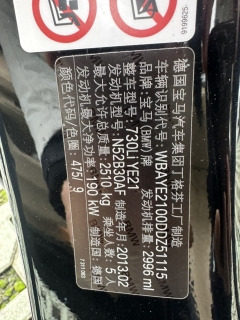 德国宝马汽车集团丁格芬工厂制造
车辆识别代号: WBAYE2100DDZ51115
品牌: 宝马 (BMW)牌
整车型号: 730Li YE21 发动机排量: 2996 ml
发动机型号: N52B30AF 制造年月: 2013.02
最大允许总质量: 2510 kg 乘坐人数: 5 人
发动机最大净功率: 190 kW 制造国: 德国
颜色代码/色圈: 475/ 9